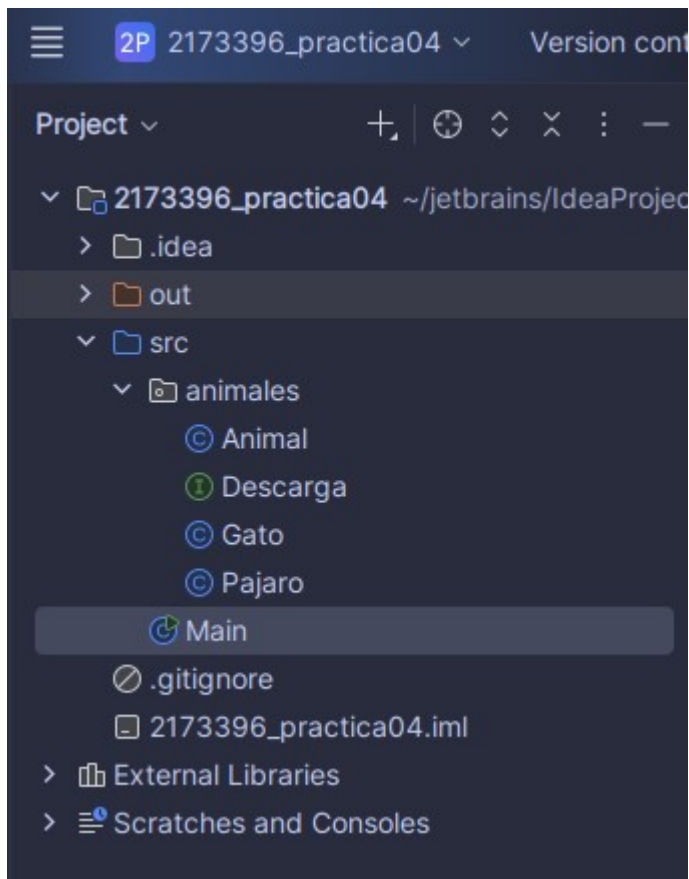 2P 2173396_practica04 Version cont
Project
2173396_practica04 ~/jetbrains/IdeaProjec
.idea
out
src
animales
C Animal
I Descarga
C Gato
C Pajaro
C Main
.gitignore
2173396_practica04.iml
External Libraries
Scratches and Consoles